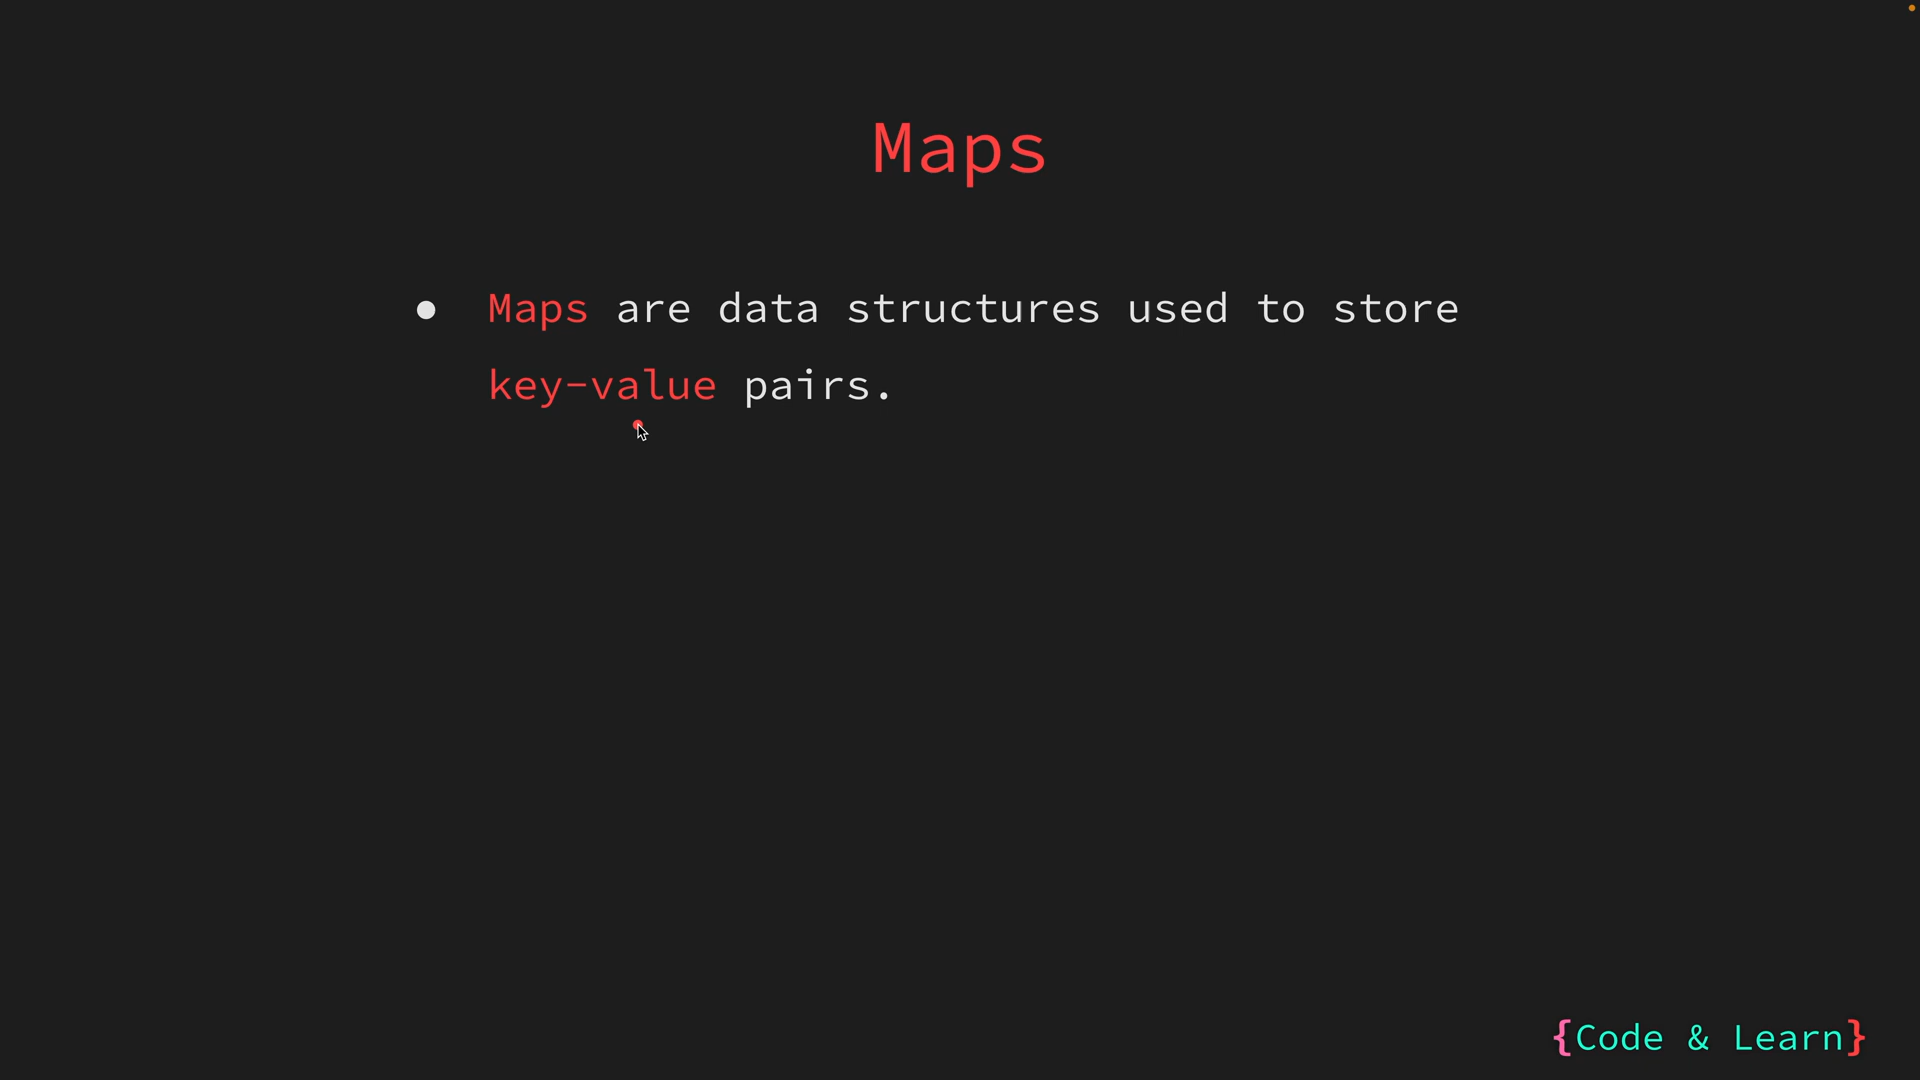 Maps
● Maps are data structures used to store
key-value pairs.
{Code & Learn}